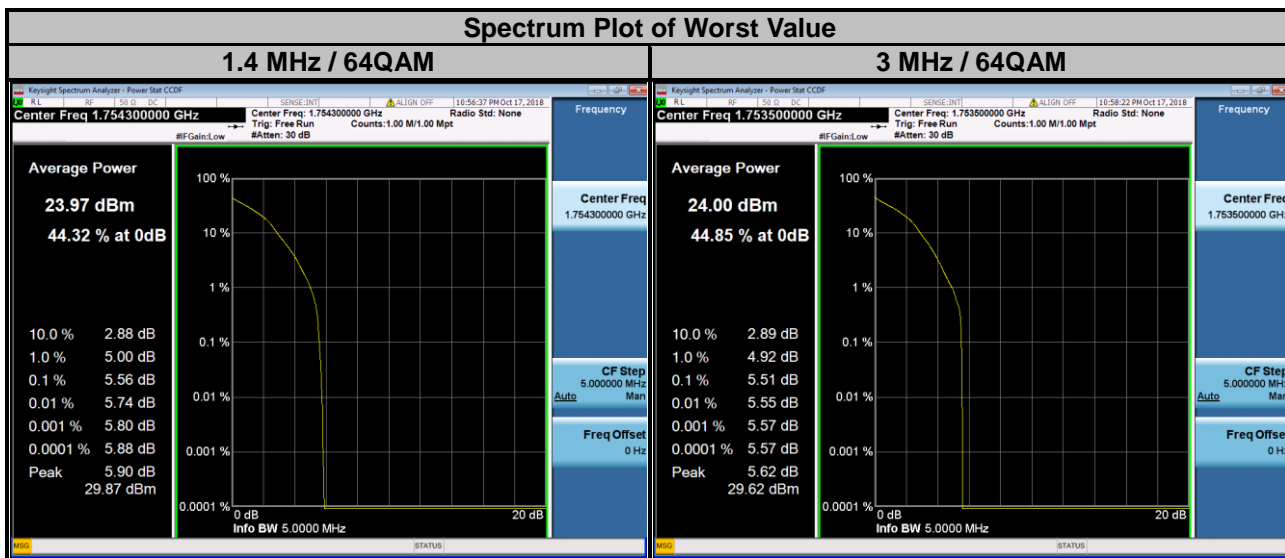 Spectrum Plot of Worst Value
1.4 MHz / 64QAM
Keysight Spectrum Analyzer - Power Stat CCDF
RL RF 50 Ω DC SENSE:INT ALIGN OFF 10:56:37 PM Oct 17, 2018
Center Freq 1.754300000 GHz
Center Freq: 1.754300000 GHz Radio Std: None
Trig: Free Run Counts:1.00 M/1.00 Mpt
#IFGain:Low #Atten: 30 dB
Average Power
23.97 dBm
44.32 % at 0dB
10.0 % 2.88 dB
1.0 % 5.00 dB
0.1 % 5.56 dB
0.01 % 5.74 dB
0.001 % 5.80 dB
0.0001 % 5.88 dB
Peak 5.90 dB
29.87 dBm
100 %
10 %
1 %
0.1 %
0.01 %
0.001 %
0.0001 %
0 dB 20 dB
Info BW 5.0000 MHz
Frequency
Center Freq
1.754300000 GHz
CF Step
5.000000 MHz
Auto Man
Freq Offset
0 Hz
MSG STATUS
3 MHz / 64QAM
Keysight Spectrum Analyzer - Power Stat CCDF
RL RF 50 Ω DC SENSE:INT ALIGN OFF 10:58:22 PM Oct 17, 2018
Center Freq 1.753500000 GHz
Center Freq: 1.753500000 GHz Radio Std: None
Trig: Free Run Counts:1.00 M/1.00 Mpt
#IFGain:Low #Atten: 30 dB
Average Power
24.00 dBm
44.85 % at 0dB
10.0 % 2.89 dB
1.0 % 4.92 dB
0.1 % 5.51 dB
0.01 % 5.55 dB
0.001 % 5.57 dB
0.0001 % 5.57 dB
Peak 5.62 dB
29.62 dBm
100 %
10 %
1 %
0.1 %
0.01 %
0.001 %
0.0001 %
0 dB 20 dB
Info BW 5.0000 MHz
Frequency
Center Freq
1.753500000 GH
CF Step
5.000000 MH
Auto Man
Freq Offse
0 H
MSG STATUS